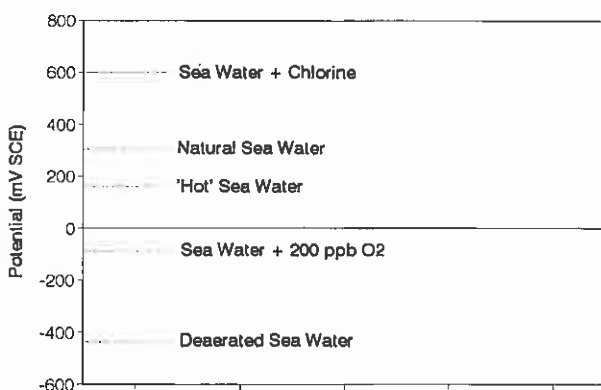 800
600
400
200
0
-200
-400
-600
Potential (mV SCE)
Sea Water + Chlorine
Natural Sea Water
'Hot' Sea Water
Sea Water + 200 ppb O2
Deaerated Sea Water